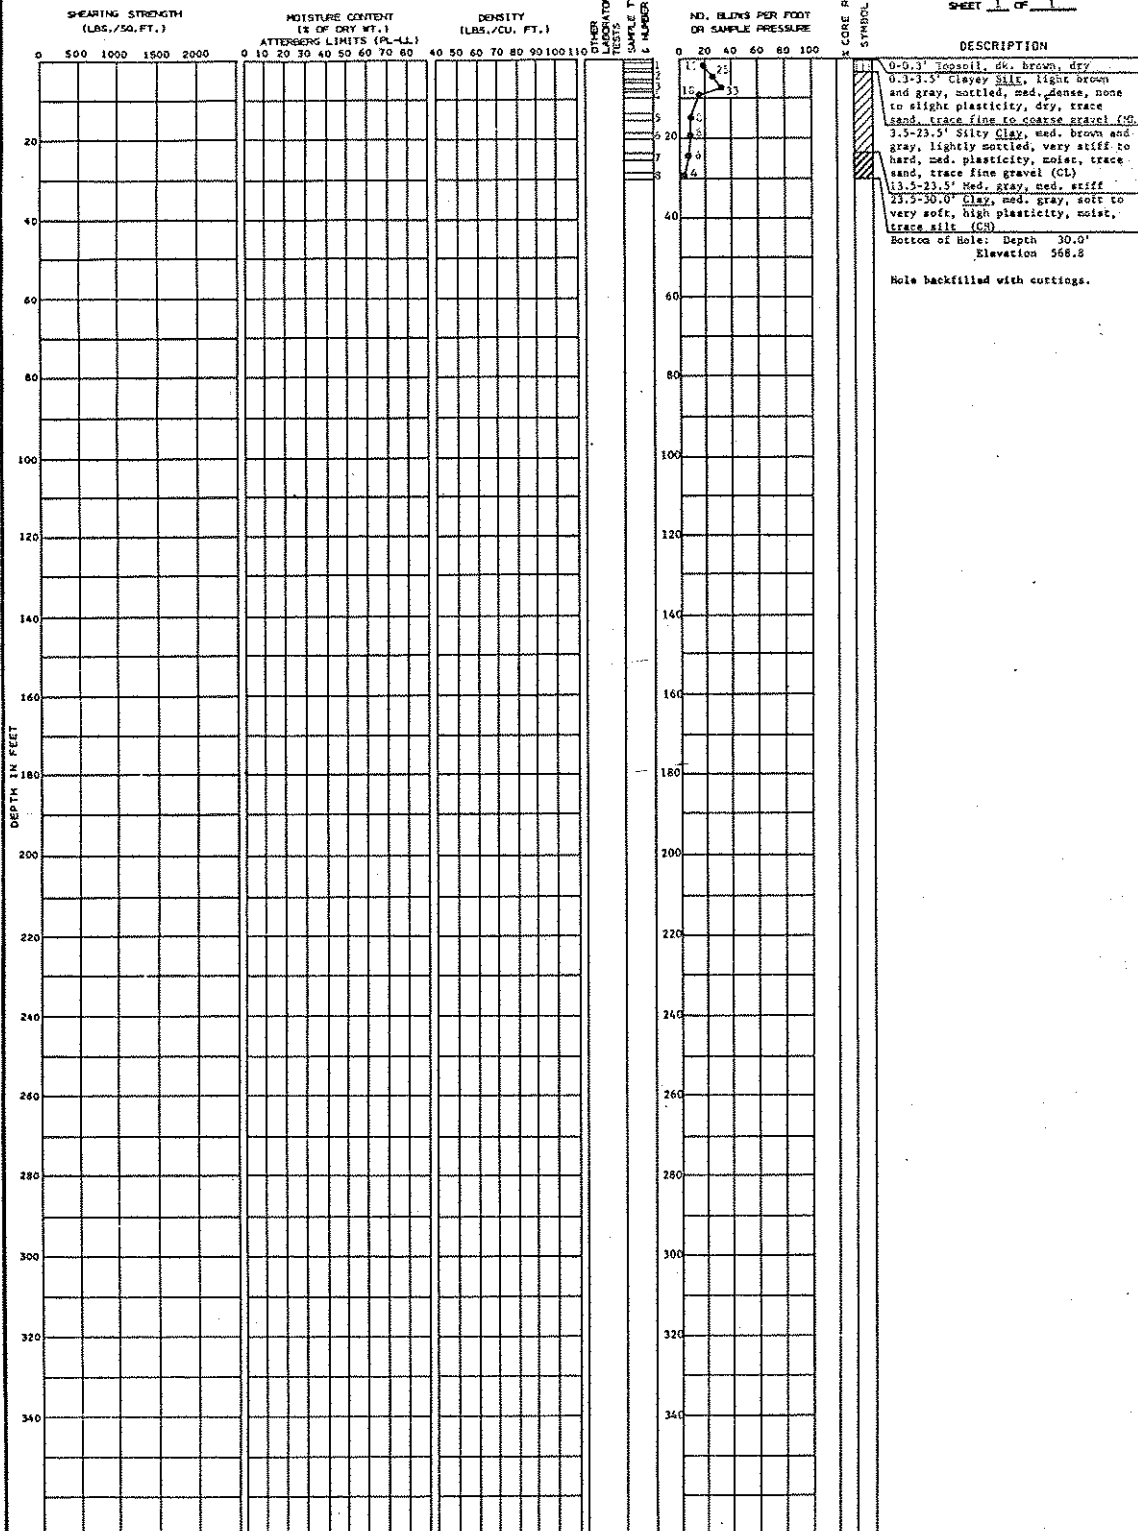 SHEET 1 OF 1
SHEARING STRENGTH
(LBS./SQ.FT.)
0 500 1000 1500 2000
MOISTURE CONTENT
(% OF DRY WT.)
ATTERBERG LIMITS (PL-LL)
0 10 20 30 40 50 60 70 80
DENSITY
(LBS./CU. FT.)
40 50 60 70 80 90 100 110
OTHER
LABORATO
TESTS
SAMPLE T
& NUMBER
NO. BLOWS PER FOOT
OR SAMPLE PRESSURE
0 20 40 60 80 100
% CORE R
SYMBOL
DESCRIPTION
0-0.3' Topsoil, dk. brown, dry
0.3-3.5' Clayey Silt, light brown
and gray, mottled, med. dense, none
to slight plasticity, dry, trace
sand, trace fine to coarse gravel
3.5-23.5' Silty Clay, med. brown and
gray, lightly mottled, very stiff to
hard, med. plasticity, moist, trace
sand, trace fine gravel (CL)
13.5-23.5' Med. gray, med. stiff
23.5-30.0' Clay, med. gray, soft to
very soft, high plasticity, moist,
trace silt (CH)
Bottom of Hole: Depth 30.0'
Elevation 568.8
Hole backfilled with cuttings.
25
33
18
6
4
5
6
7
8
DEPTH IN FEET
20 20
40 40
60 60
80 80
100 100
120 120
140 140
160 160
180 180
200 200
220 220
240 240
260 260
280 280
300 300
320 320
340 340